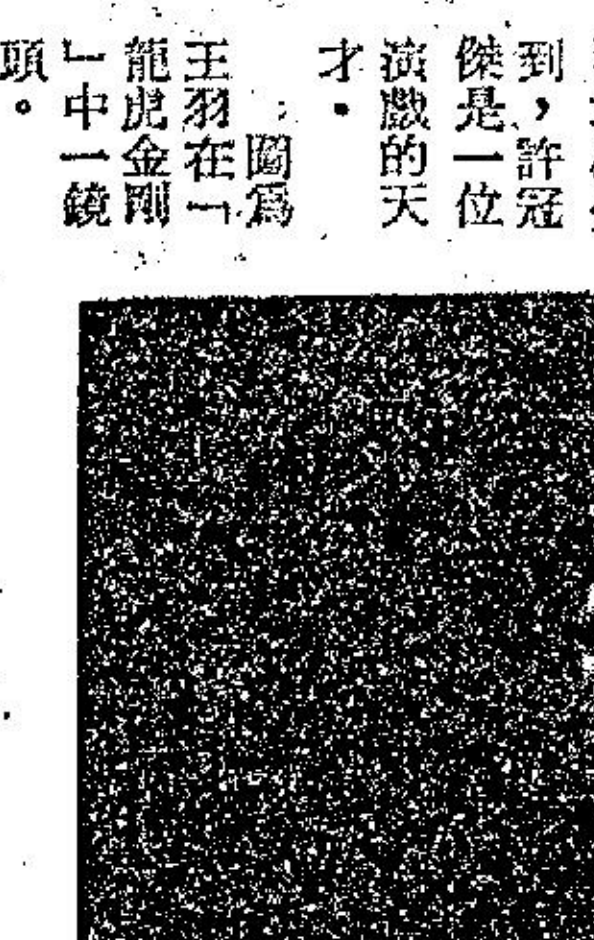 到，許冠
傑是一位
演戲的天
才．
圖爲
王羽在「
龍虎金剛
」中一鏡
頭。